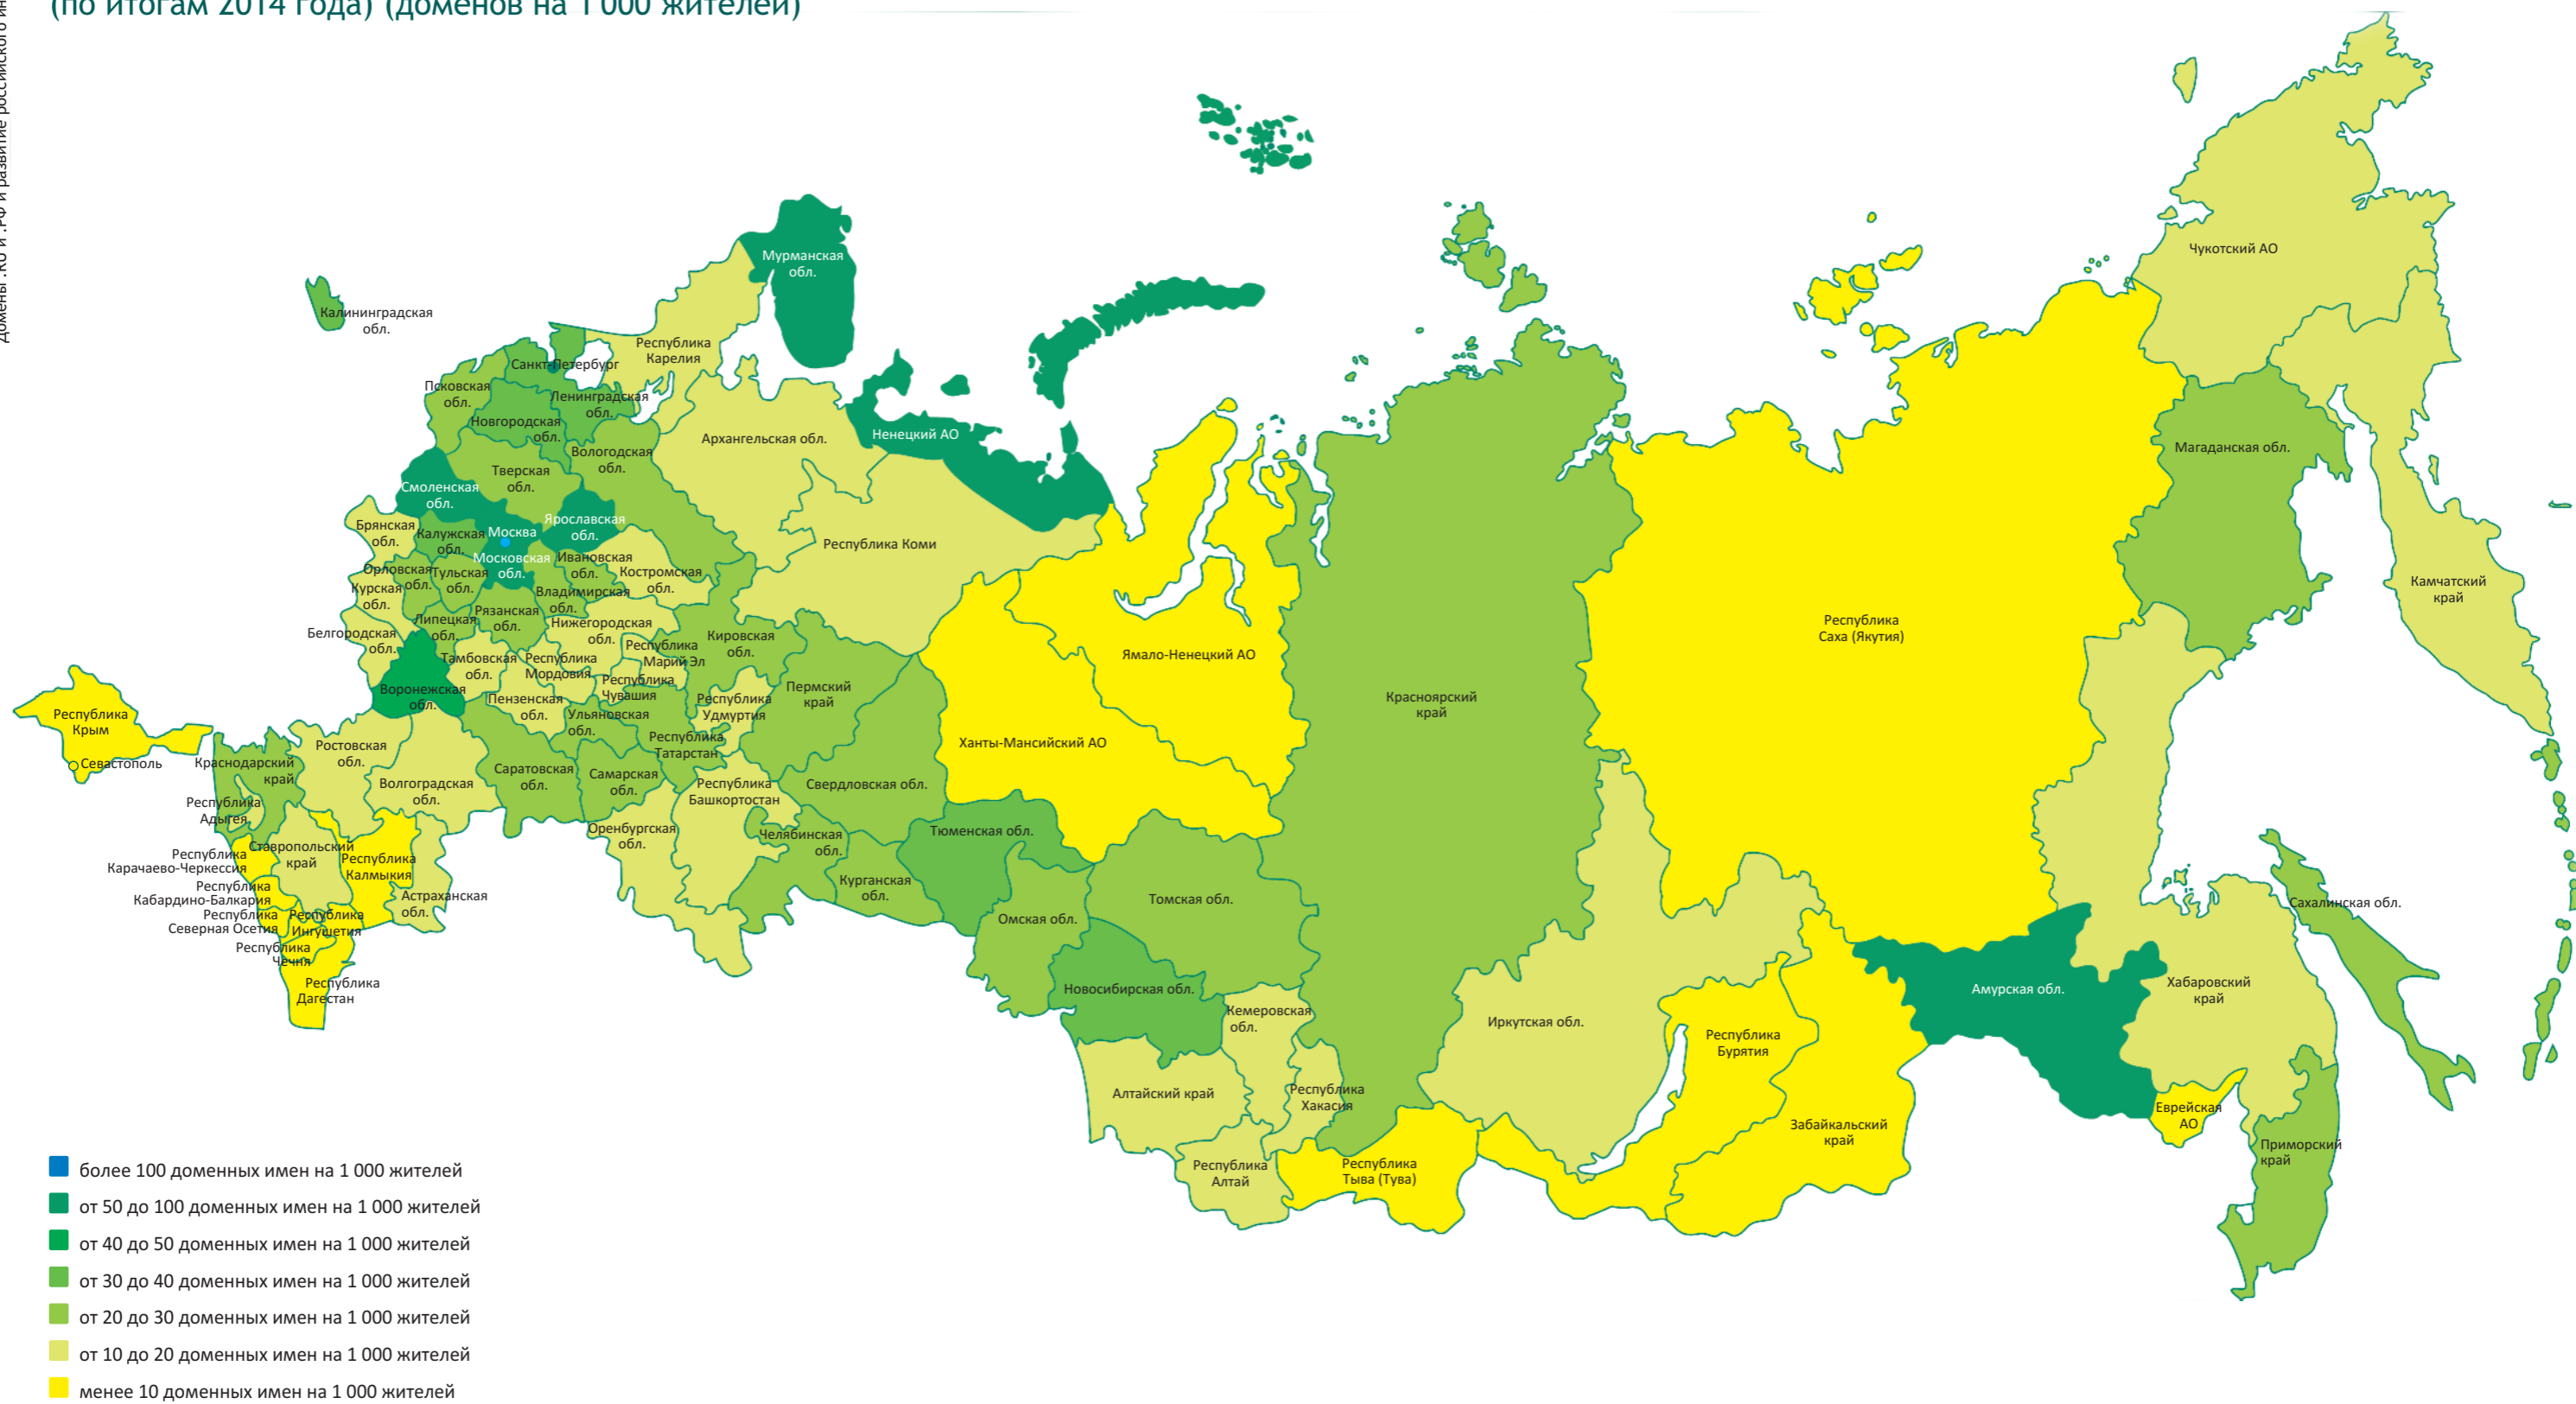 (по итогам 2014 года) (доменов на 1 000 жителей)
Чукотский АО
Мурманская
обл.
Калининградская
обл.
Республика
Карелия
Санкт-Петербург
Псковская
обл.
Ленинградская
обл.
Новгородская
обл.
Архангельская обл.
Ненецкий АО
Магаданская обл.
Вологодская
обл.
Тверская
обл.
Смоленская
обл.
Ярославская
обл.
Брянская
обл.
Калужская
обл.
Москва
Московская
обл.
Республика Коми
Ивановская
обл.
Костромская
обл.
Орловская
обл.
Тульская
обл.
Курская
обл.
Владимирская
обл.
Камчатский
край
Рязанская
обл.
Липецкая
обл.
Нижегородская
обл.
Белгородская
обл.
Республика
Саха (Якутия)
Кировская
обл.
Республика
Марий Эл
Тамбовская
обл.
Республика
Мордовия
Ямало-Ненецкий АО
Республика
Чувашия
Воронежская
обл.
Пензенская
обл.
Республика
Удмуртия
Пермский
край
Красноярский
край
Республика
Крым
Ульяновская
обл.
Республика
Татарстан
Ханты-Мансийский АО
Ростовская
обл.
Севастополь
Краснодарский
край
Саратовская
обл.
Самарская
обл.
Волгоградская
обл.
Республика
Башкортостан
Свердловская обл.
Республика
Адыгея
Оренбургская
обл.
Челябинская
обл.
Тюменская обл.
Ставропольский
край
Республика
Карачаево-Черкессия
Республика
Калмыкия
Курганская
обл.
Республика
Кабардино-Балкария
Астраханская
обл.
Томская обл.
Сахалинская обл.
Республика
Северная Осетия
Республика
Ингушетия
Омская обл.
Республика
Чечня
Республика
Дагестан
Новосибирская обл.
Амурская обл.
Хабаровский
край
Кемеровская
обл.
Иркутская обл.
Республика
Бурятия
Алтайский край
Республика
Хакасия
Еврейская
АО
Забайкальский
край
Приморский
край
Республика
Алтай
Республика
Тыва (Тува)
более 100 доменных имен на 1 000 жителей
от 50 до 100 доменных имен на 1 000 жителей
от 40 до 50 доменных имен на 1 000 жителей
от 30 до 40 доменных имен на 1 000 жителей
от 20 до 30 доменных имен на 1 000 жителей
от 10 до 20 доменных имен на 1 000 жителей
менее 10 доменных имен на 1 000 жителей
Домены .RU и .РФ и развитие российского